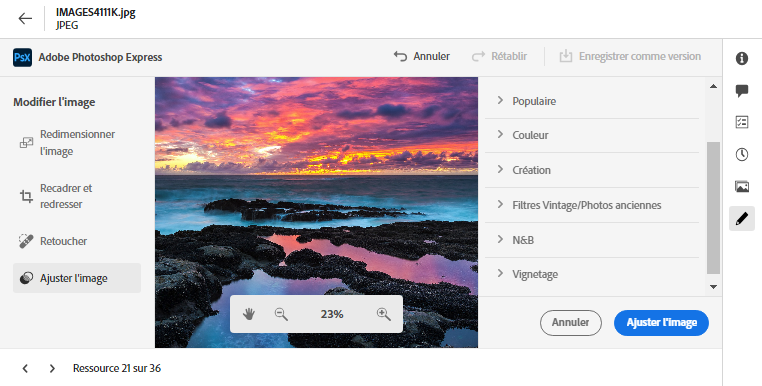 IMAGES4111K.jpg
JPEG
PsX Adobe Photoshop Express
Annuler
Rétablir
Enregistrer comme version
Modifier l'image
Redimensionner
l'image
Recadrer et
redresser
Retoucher
Ajuster l'image
Populaire
Couleur
Création
Filtres Vintage/Photos anciennes
N&B
Vignetage
23%
Annuler
Ajuster l'image
Ressource 21 sur 36